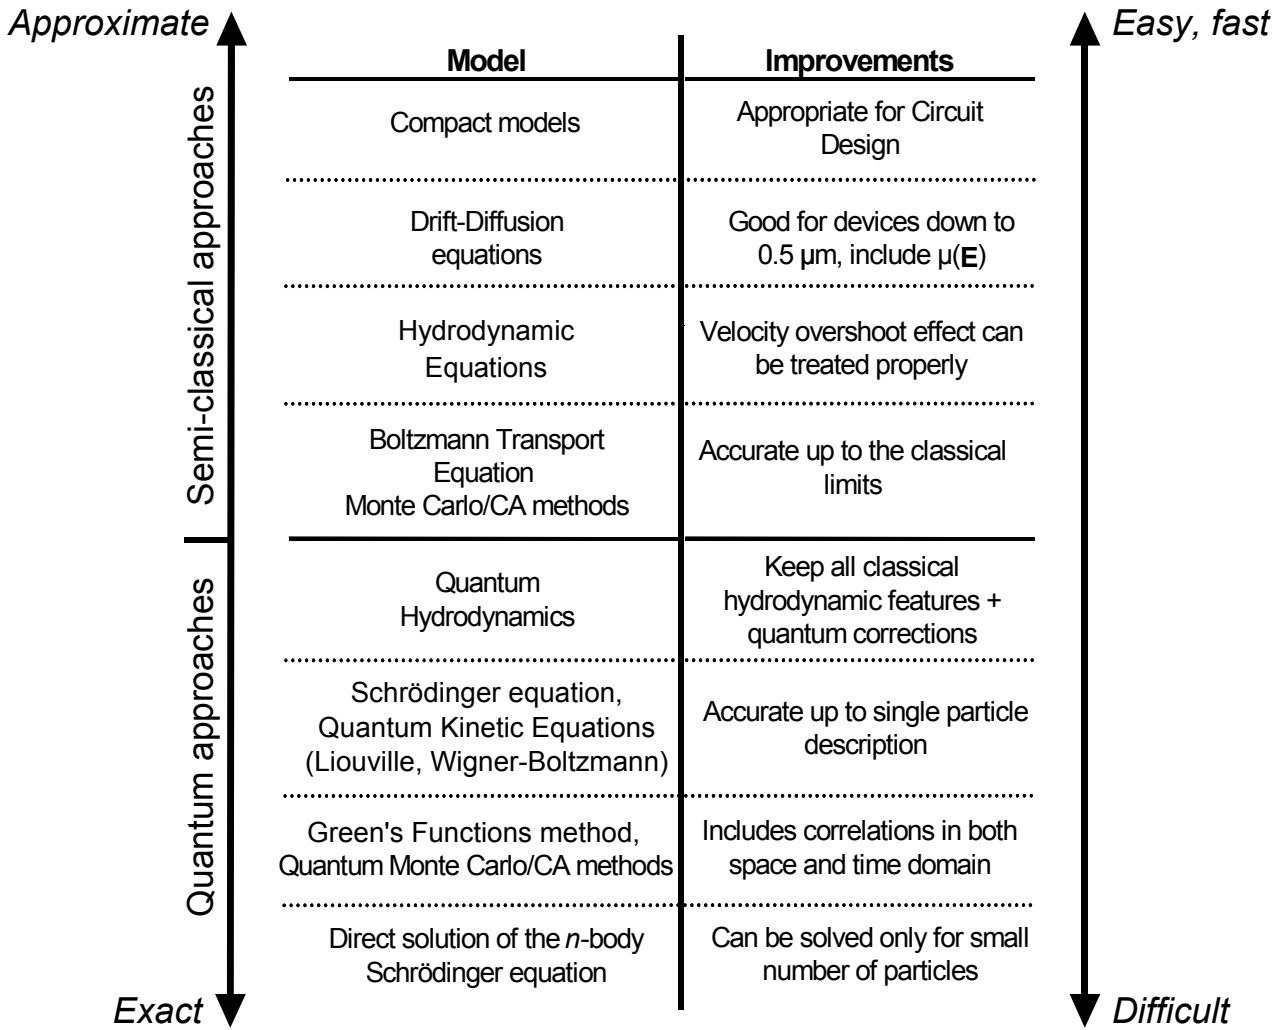 Approximate
Easy, fast
Model
Improvements
Compact models
Appropriate for Circuit
Design
Drift-Diffusion
equations
Good for devices down to
0.5 µm, include µ(E)
Hydrodynamic
Equations
Velocity overshoot effect can
be treated properly
Boltzmann Transport
Equation
Monte Carlo/CA methods
Accurate up to the classical
limits
Semi-classical approaches
Quantum
Hydrodynamics
Keep all classical
hydrodynamic features +
quantum corrections
Schrödinger equation,
Quantum Kinetic Equations
(Liouville, Wigner-Boltzmann)
Accurate up to single particle
description
Green's Functions method,
Quantum Monte Carlo/CA methods
Includes correlations in both
space and time domain
Direct solution of the n-body
Schrödinger equation
Can be solved only for small
number of particles
Quantum approaches
Exact
Difficult